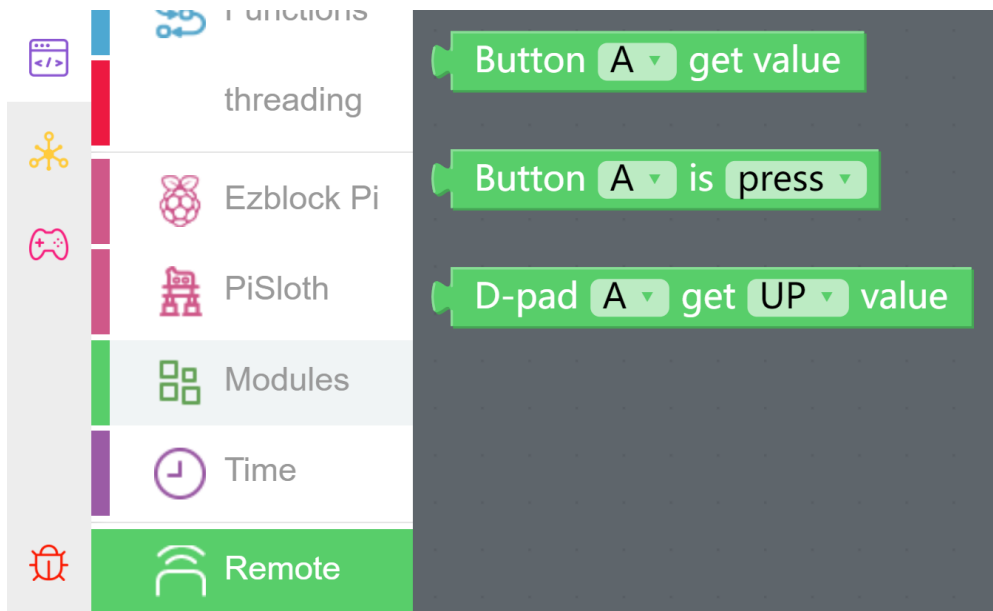 Functions
threading
Ezblock Pi
PiSloth
Modules
Time
Remote
Button A get value
Button A is press
D-pad A get UP value